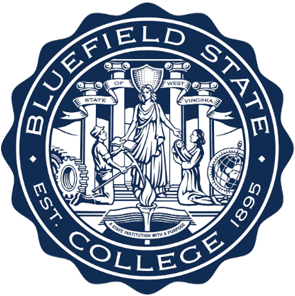 BLUEFIELD STATE
STATE OF WEST VIRGINIA
A STATE INSTITUTION WITH A PURPOSE
EST. COLLEGE 1895